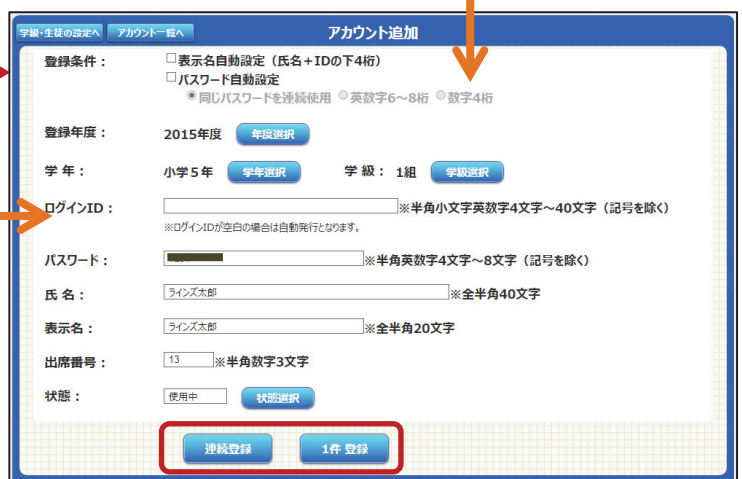 学級・生徒の設定へ アカウント一覧へ アカウント追加
登録条件： □表示名自動設定（氏名＋IDの下4桁）
□パスワード自動設定
同じパスワードを連続使用 英数字6～8桁 数字4桁
登録年度： 2015年度 年度選択
学 年： 小学５年 学年選択 学 級： 1組 学級選択
ログインID： ※半角小文字英数字4文字～40文字（記号を除く）
※ログインIDが空白の場合は自動発行となります。
パスワード： ※半角英数字4文字～8文字（記号を除く）
氏 名： ラインズ太郎 ※全半角40文字
表示名： ラインズ太郎 ※全半角20文字
出席番号： 13 ※半角数字3文字
状態： 使用中 状態選択
連続登録 1件 登録